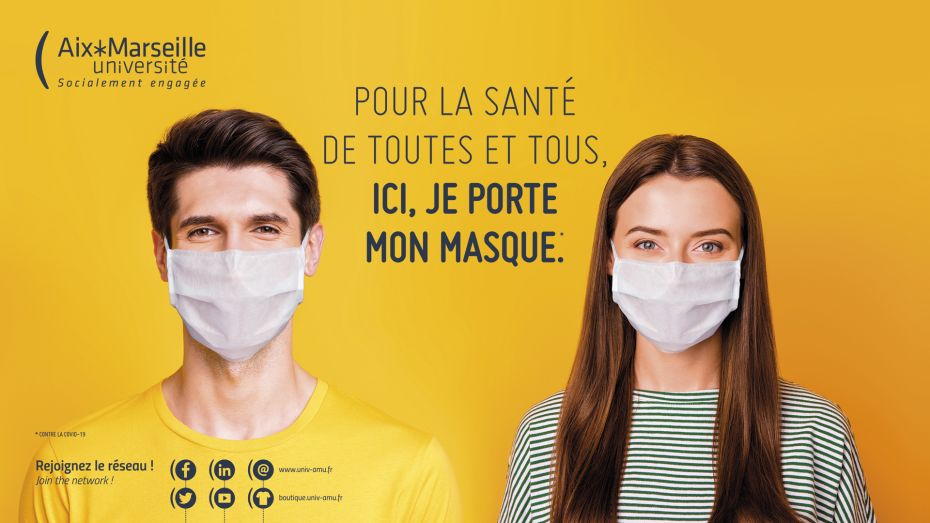 Aix*Marseille
université
Socialement engagée
POUR LA SANTÉ
DE TOUTES ET TOUS,
ICI, JE PORTE
MON MASQUE.*
* CONTRE LA COVID-19
Rejoignez le réseau !
Join the network !
www.univ-amu.fr
boutique.univ-amu.fr